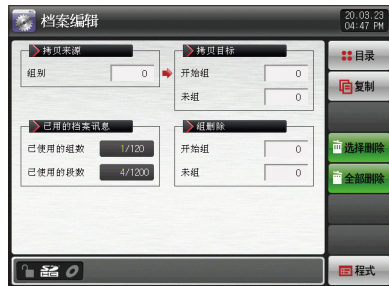 档案编辑
20.03.23
04:47 PM
拷贝来源
组别 0
拷贝目标
开始组 0
未组 0
已用的档案讯息
已使用的组数 1/120
已使用的段数 4/1200
组删除
开始组 0
未组 0
目录
复制
选择删除
全部删除
程式